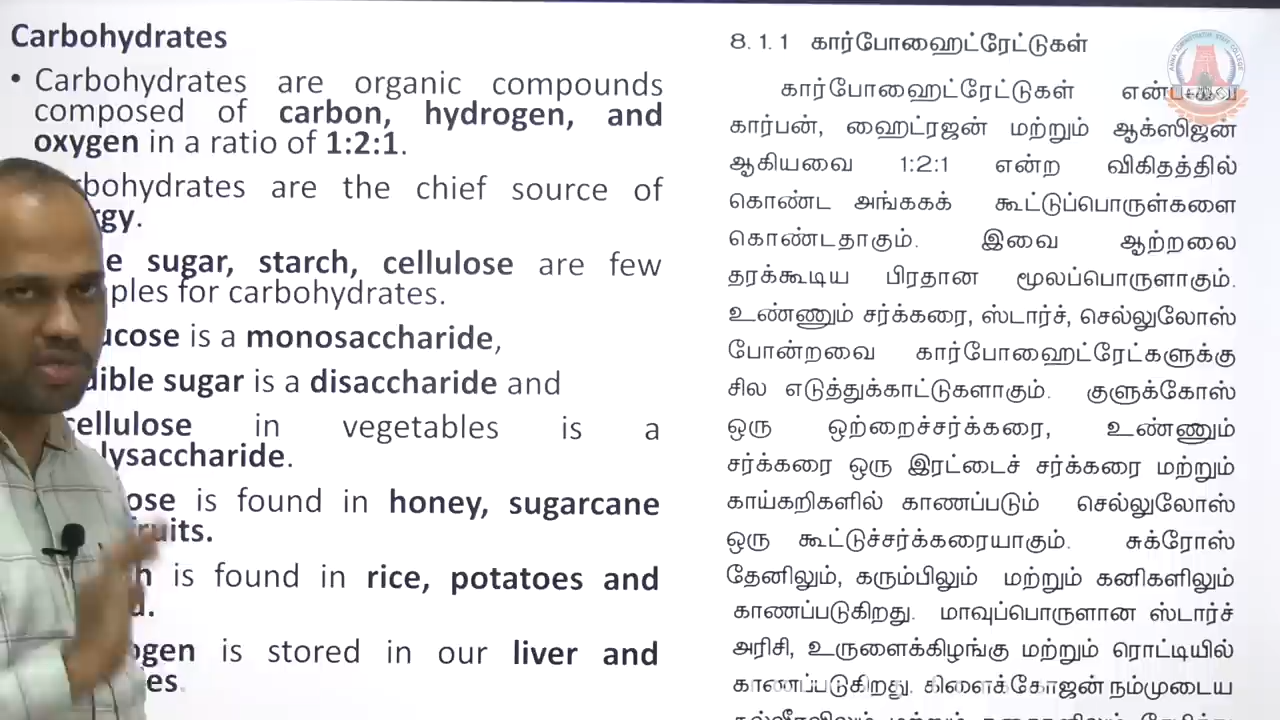 Carbohydrates
• Carbohydrates are organic compounds
composed of carbon, hydrogen, and
oxygen in a ratio of 1:2:1.
rbohydrates are the chief source of
rgy.
e sugar, starch, cellulose are few
ples for carbohydrates.
ucose is a monosaccharide,
dible sugar is a disaccharide and
cellulose in vegetables is a
lysaccharide.
ose is found in honey, sugarcane
fruits.
h is found in rice, potatoes and
d.
ogen is stored in our liver and
es.
8.1.1 கார்போஹைட்ரேட்டுகள்
கார்போஹைட்ரேட்டுகள்
கார்பன், ஹைட்ரஜன் மற்றும் ஆக்ஸிஜன்
ஆகியவை 1:2:1 என்ற விகிதத்தில்
கொண்ட அங்ககக் கூட்டுப்பொருள்களை
கொண்டதாகும். இவை ஆற்றலை
தரக்கூடிய பிரதான மூலப்பொருளாகும்.
உண்ணும் சர்க்கரை, ஸ்டார்ச், செல்லுலோஸ்
போன்றவை கார்போஹைட்ரேட்களுக்கு
சில எடுத்துக்காட்டுகளாகும். குளுக்கோஸ்
ஒரு ஒற்றைச்சர்க்கரை, உண்ணும்
சர்க்கரை ஒரு இரட்டைச் சர்க்கரை மற்றும்
காய்கறிகளில் காணப்படும் செல்லுலோஸ்
ஒரு கூட்டுச்சர்க்கரையாகும். சுக்ரோஸ்
தேனிலும், கரும்பிலும் மற்றும் கனிகளிலும்
காணப்படுகிறது. மாவுப்பொருளான ஸ்டார்ச்
அரிசி, உருளைக்கிழங்கு மற்றும் ரொட்டியில்
காணப்படுகிறது. கிளைக்கோஜன் நம்முடைய